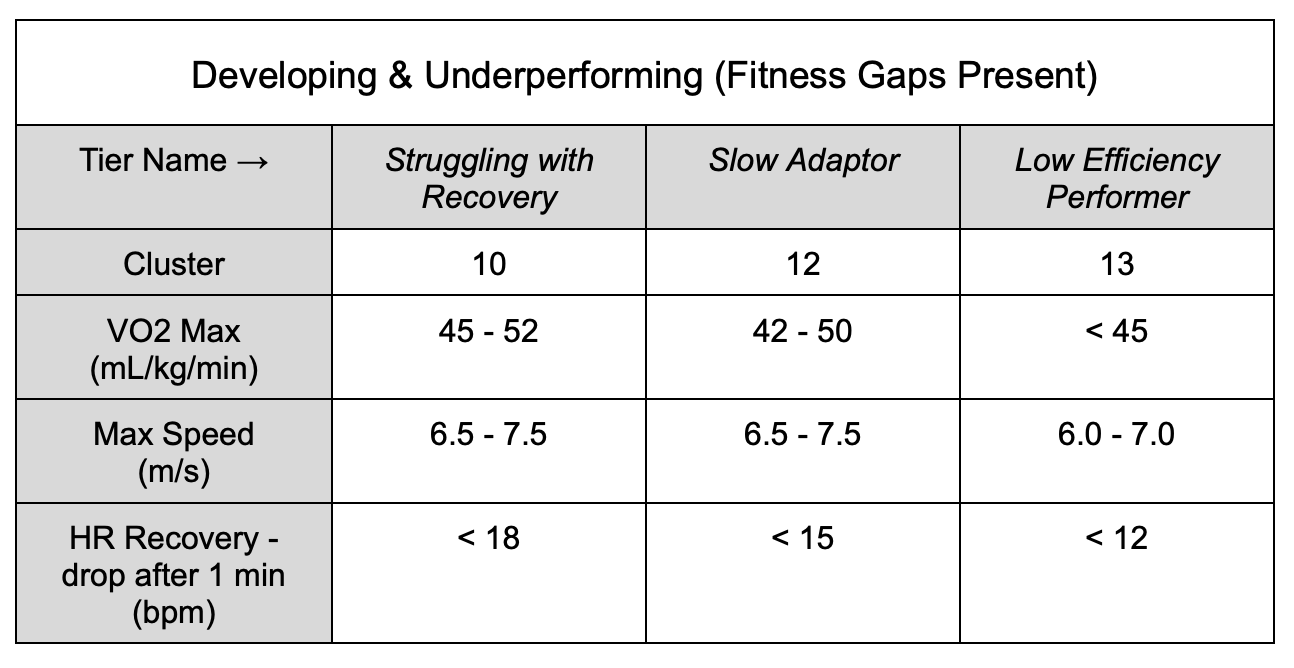 Developing & Underperforming (Fitness Gaps Present)
Tier Name → Struggling with Recovery Slow Adaptor Low Efficiency Performer
Cluster 10 12 13
VO2 Max (mL/kg/min) 45 - 52 42 - 50 < 45
Max Speed (m/s) 6.5 - 7.5 6.5 - 7.5 6.0 - 7.0
HR Recovery - drop after 1 min (bpm) < 18 < 15 < 12